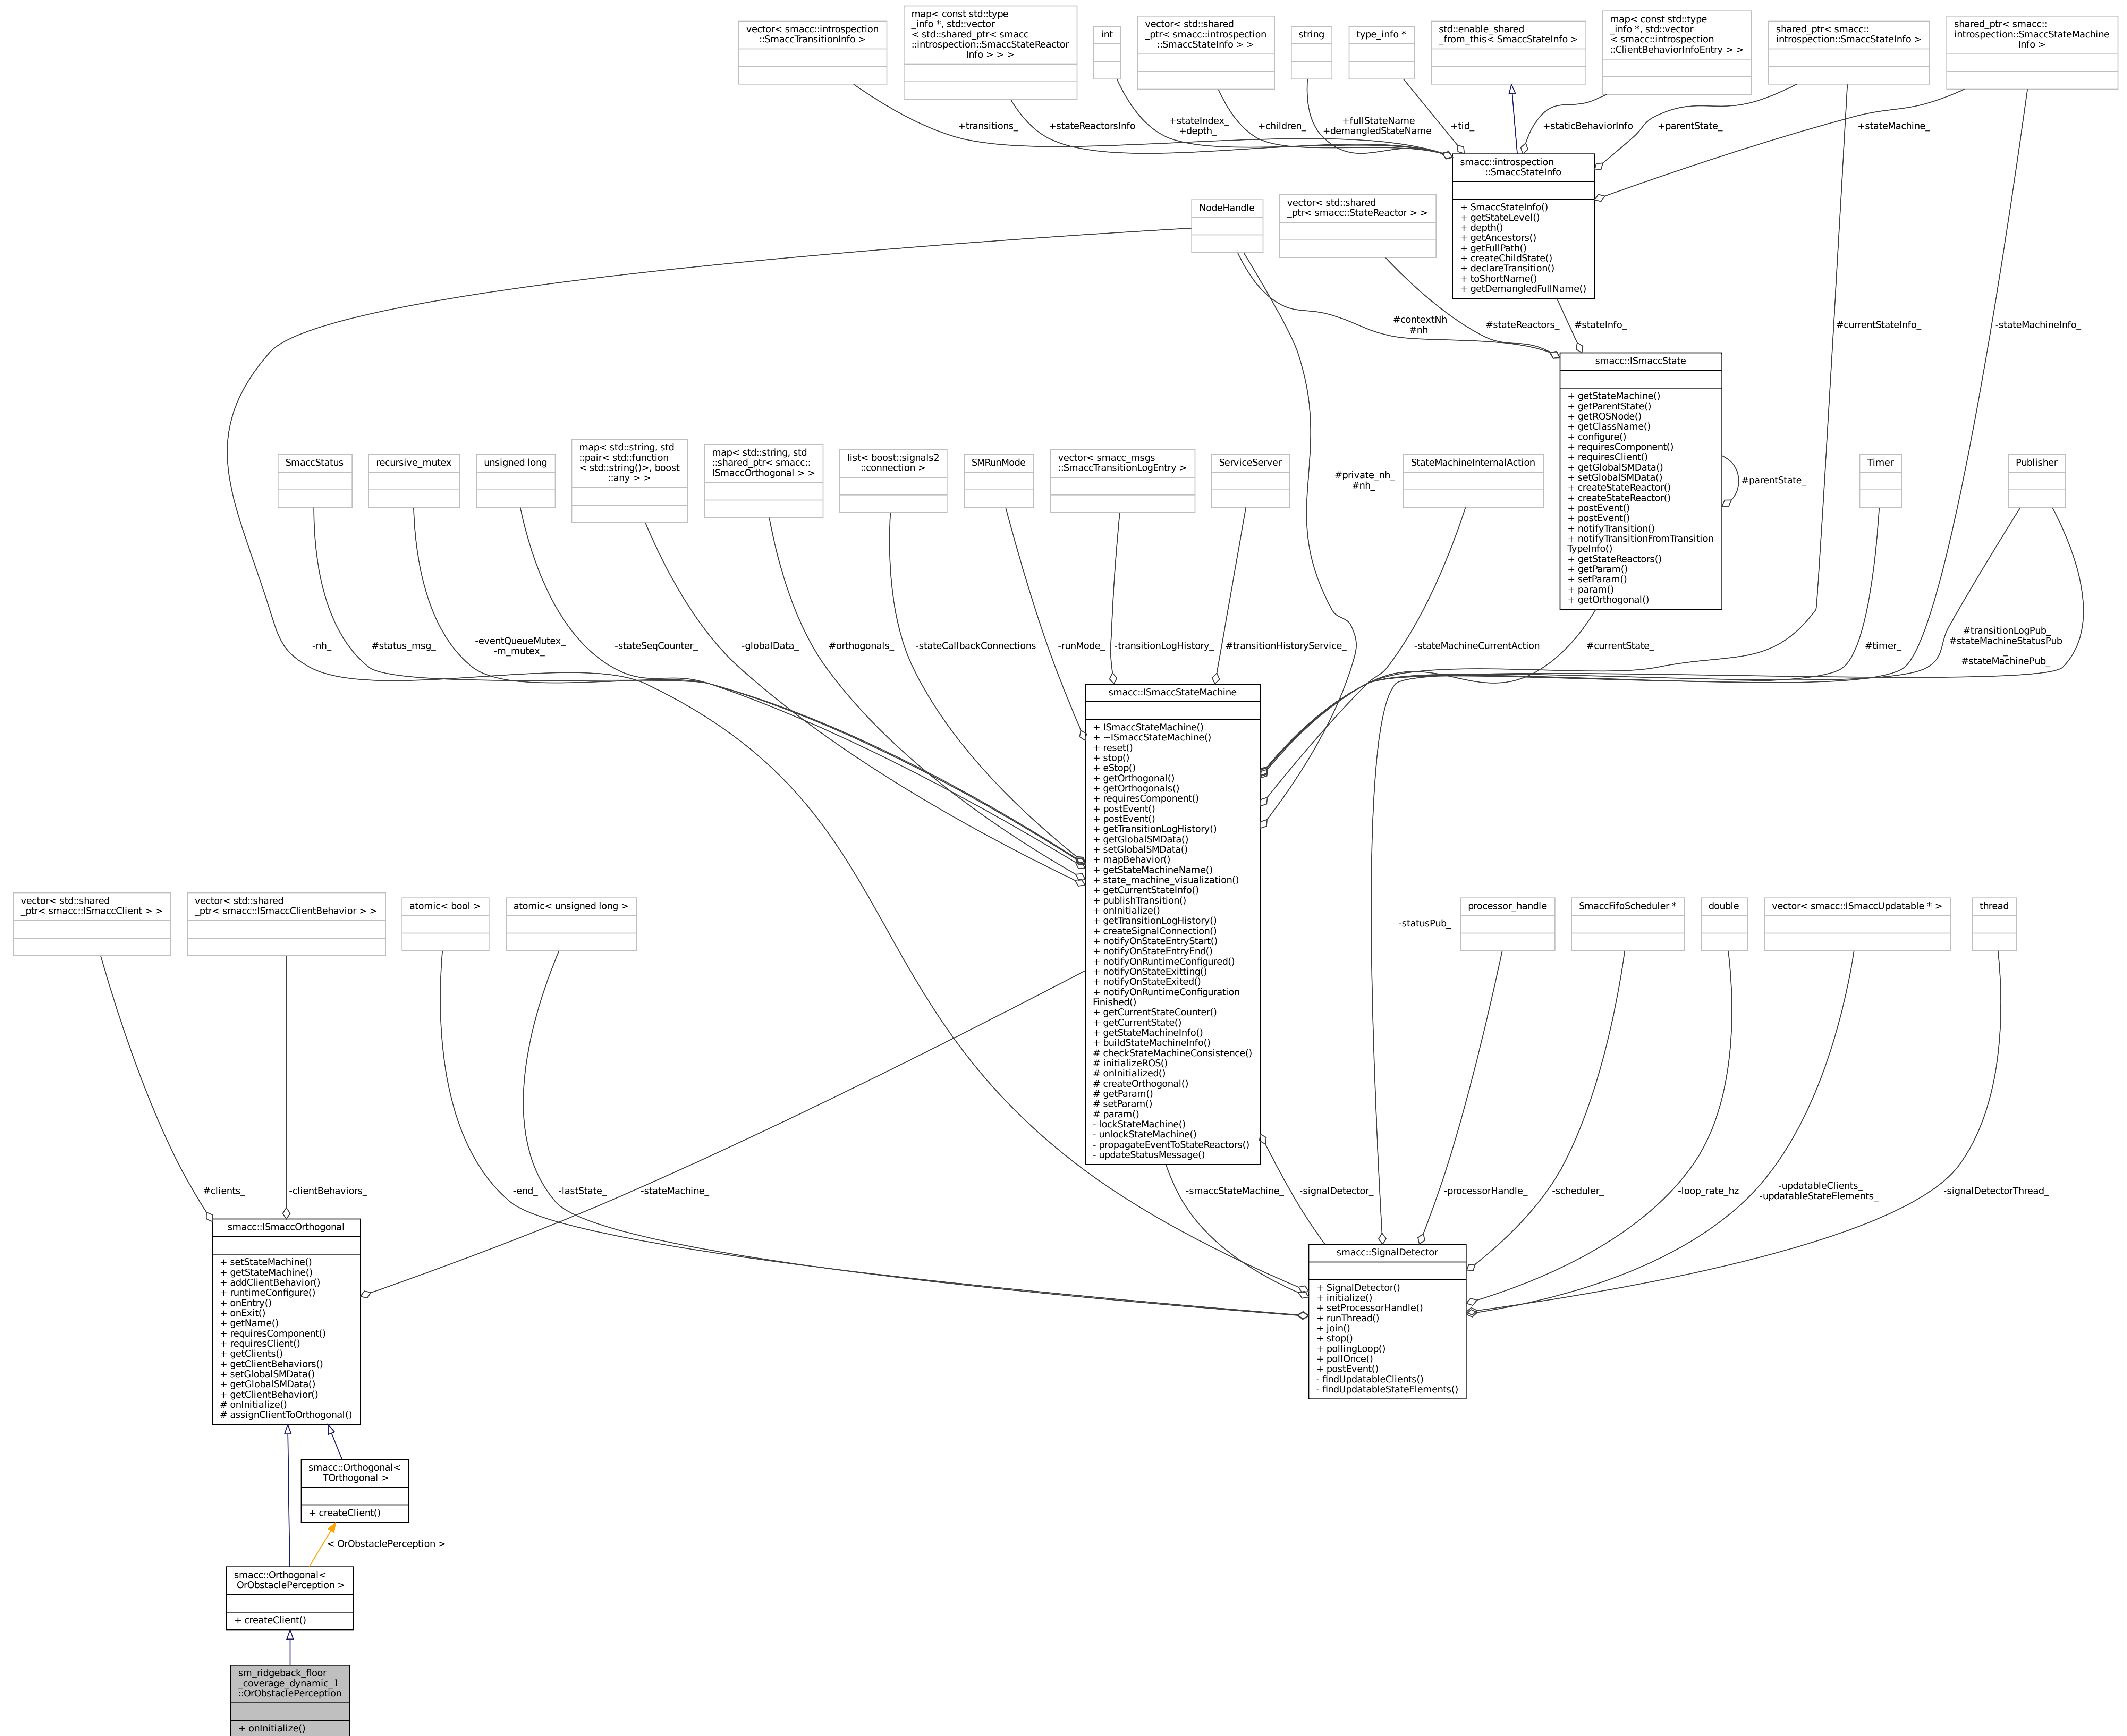 vector< smacc::introspection
::SmaccTransitionInfo >
map< const std::type
_info *, std::vector
< std::shared_ptr< smacc
::introspection::SmaccStateReactor
Info > > >
int
vector< std::shared
_ptr< smacc::introspection
::SmaccStateInfo > >
string
type_info *
std::enable_shared
_from_this< SmaccStateInfo >
map< const std::type
_info *, std::vector
< smacc::introspection
::ClientBehaviorInfoEntry > >
shared_ptr< smacc::
introspection::SmaccStateInfo >
shared_ptr< smacc::
introspection::SmaccStateMachine
Info >
+transitions_
+stateReactorsInfo
+stateIndex_
+depth_
+children_
+fullStateName
+demangledStateName
+tid_
+staticBehaviorInfo
+parentState_
+stateMachine_
smacc::introspection
::SmaccStateInfo
+ SmaccStateInfo()
+ getStateLevel()
+ depth()
+ getAncestors()
+ getFullPath()
+ createChildState()
+ declareTransition()
+ toShortName()
+ getDemangledFullName()
NodeHandle
vector< std::shared
_ptr< smacc::StateReactor > >
#contextNh
#nh
#stateReactors_
#stateInfo_
#currentStateInfo_
-stateMachineInfo_
smacc::ISmaccState
+ getStateMachine()
+ getParentState()
+ getROSNode()
+ getClassName()
+ configure()
+ requiresComponent()
+ requiresClient()
+ getGlobalSMData()
+ setGlobalSMData()
+ createStateReactor()
+ createStateReactor()
+ postEvent()
+ postEvent()
+ notifyTransition()
+ notifyTransitionFromTransition
TypeInfo()
+ getStateReactors()
+ getParam()
+ setParam()
+ param()
+ getOrthogonal()
#parentState_
SmaccStatus
recursive_mutex
unsigned long
map< std::string, std
::pair< std::function
< std::string()>, boost
::any > >
map< std::string, std
::shared_ptr< smacc::
ISmaccOrthogonal > >
list< boost::signals2
::connection >
SMRunMode
vector< smacc_msgs
::SmaccTransitionLogEntry >
ServiceServer
#private_nh_
#nh_
StateMachineInternalAction
Timer
Publisher
-nh_
#status_msg_
-eventQueueMutex_
-m_mutex_
-stateSeqCounter_
-globalData_
#orthogonals_
-stateCallbackConnections
-runMode_
-transitionLogHistory_
#transitionHistoryService_
-stateMachineCurrentAction
#currentState_
#timer_
#transitionLogPub_
#stateMachineStatusPub
_
#stateMachinePub_
smacc::ISmaccStateMachine
+ ISmaccStateMachine()
+ ~ISmaccStateMachine()
+ reset()
+ stop()
+ eStop()
+ getOrthogonal()
+ getOrthogonals()
+ requiresComponent()
+ postEvent()
+ postEvent()
+ getTransitionLogHistory()
+ getGlobalSMData()
+ setGlobalSMData()
+ mapBehavior()
+ getStateMachineName()
+ state_machine_visualization()
+ getCurrentStateInfo()
+ publishTransition()
+ onInitialize()
+ getTransitionLogHistory()
+ createSignalConnection()
+ notifyOnStateEntryStart()
+ notifyOnStateEntryEnd()
+ notifyOnRuntimeConfigured()
+ notifyOnStateExitting()
+ notifyOnStateExited()
+ notifyOnRuntimeConfiguration
Finished()
+ getCurrentStateCounter()
+ getCurrentState()
+ getStateMachineInfo()
+ buildStateMachineInfo()
# checkStateMachineConsistence()
# initializeROS()
# onInitialized()
# createOrthogonal()
# getParam()
# setParam()
# param()
- lockStateMachine()
- unlockStateMachine()
- propagateEventToStateReactors()
- updateStatusMessage()
vector< std::shared
_ptr< smacc::ISmaccClient > >
vector< std::shared
_ptr< smacc::ISmaccClientBehavior > >
atomic< bool >
atomic< unsigned long >
-statusPub_
processor_handle
SmaccFifoScheduler *
double
vector< smacc::ISmaccUpdatable * >
thread
#clients_
-clientBehaviors_
-end_
-lastState_
-stateMachine_
-smaccStateMachine_
-signalDetector_
-processorHandle_
-scheduler_
-loop_rate_hz
-updatableClients_
-updatableStateElements_
-signalDetectorThread_
smacc::ISmaccOrthogonal
+ setStateMachine()
+ getStateMachine()
+ addClientBehavior()
+ runtimeConfigure()
+ onEntry()
+ onExit()
+ getName()
+ requiresComponent()
+ requiresClient()
+ getClients()
+ getClientBehaviors()
+ setGlobalSMData()
+ getGlobalSMData()
+ getClientBehavior()
# onInitialize()
# assignClientToOrthogonal()
smacc::SignalDetector
+ SignalDetector()
+ initialize()
+ setProcessorHandle()
+ runThread()
+ join()
+ stop()
+ pollingLoop()
+ pollOnce()
+ postEvent()
- findUpdatableClients()
- findUpdatableStateElements()
smacc::Orthogonal<
TOrthogonal >
+ createClient()
< OrObstaclePerception >
smacc::Orthogonal<
OrObstaclePerception >
+ createClient()
sm_ridgeback_floor
_coverage_dynamic_1
::OrObstaclePerception
+ onInitialize()